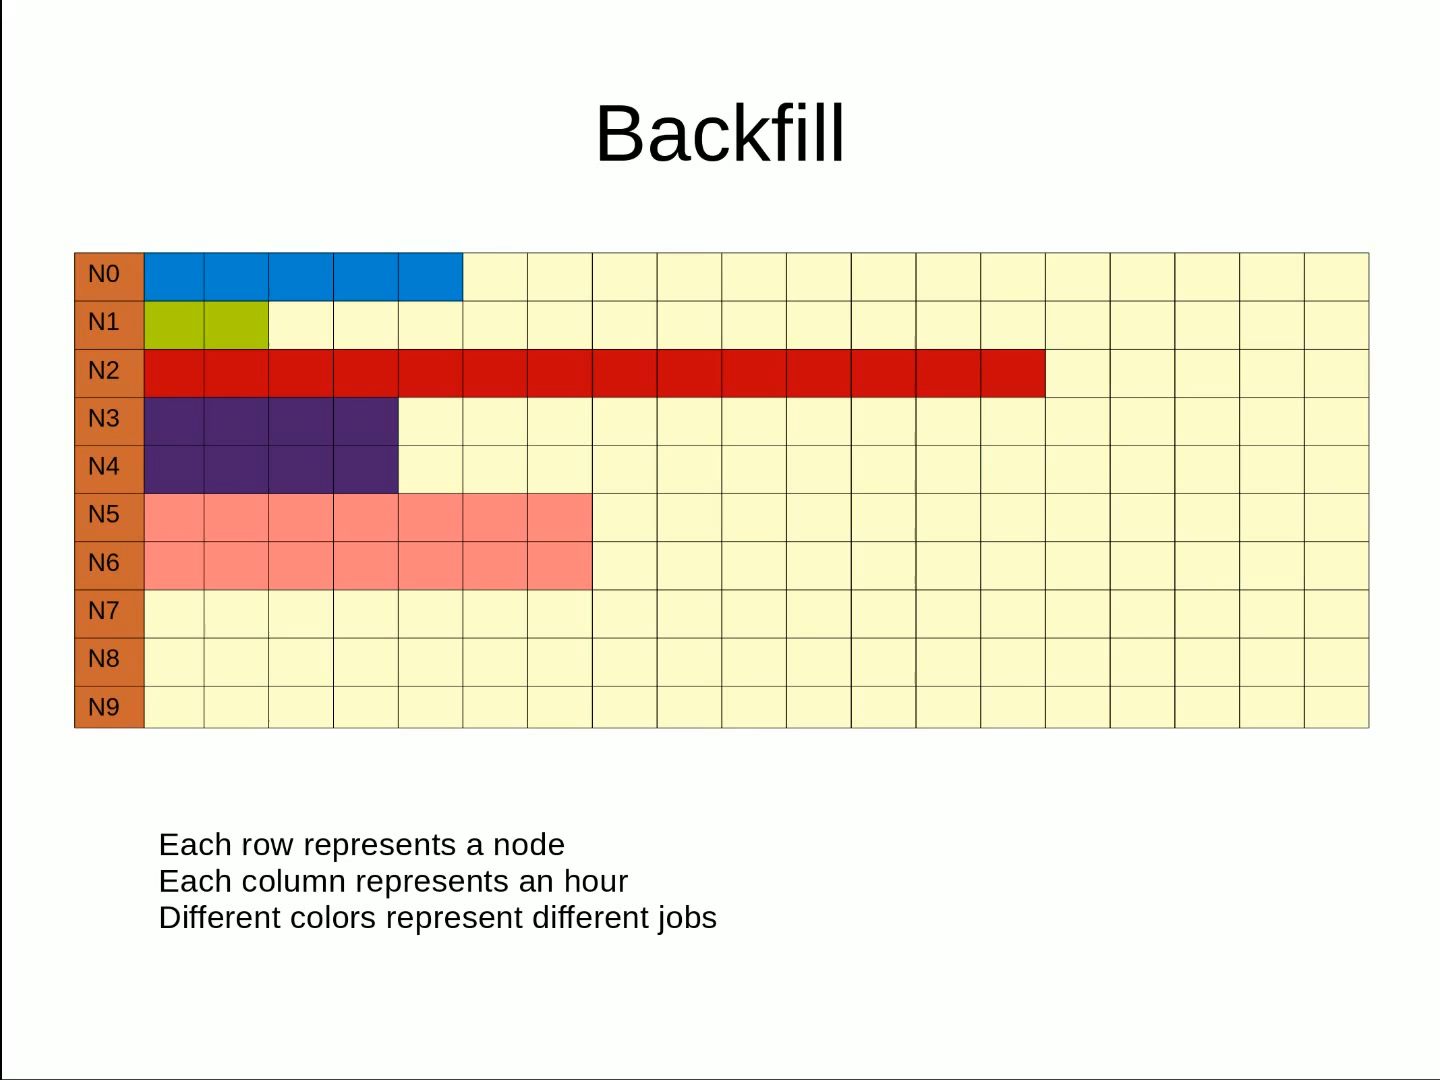 Backfill
N0
N1
N2
N3
N4
N5
N6
N7
N8
N9
Each row represents a node
Each column represents an hour
Different colors represent different jobs